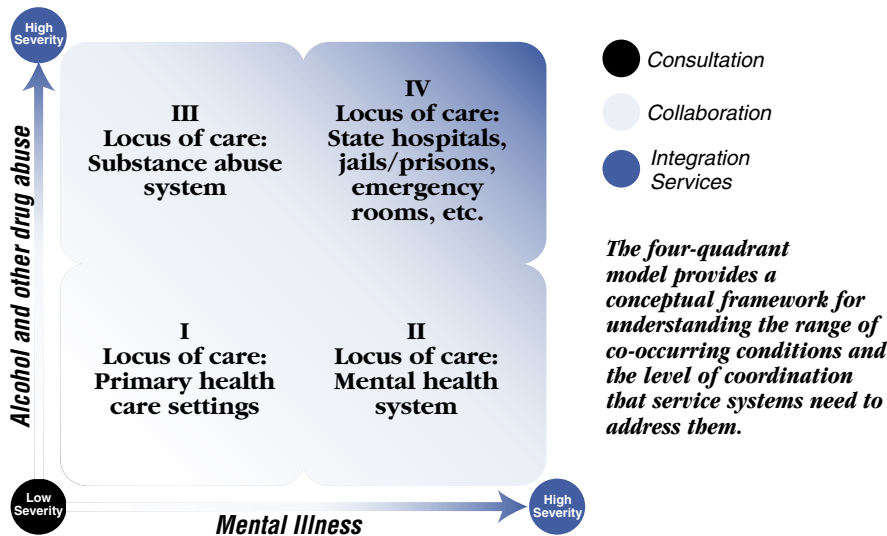 High
Severity
Alcohol and other drug abuse
III
Locus of care:
Substance abuse
system
IV
Locus of care:
State hospitals,
jails/prisons,
emergency
rooms, etc.
I
Locus of care:
Primary health
care settings
II
Locus of care:
Mental health
system
Low
Severity
Mental Illness
High
Severity
Consultation
Collaboration
Integration
Services
The four-quadrant
model provides a
conceptual framework for
understanding the range of
co-occurring conditions and
the level of coordination
that service systems need to
address them.